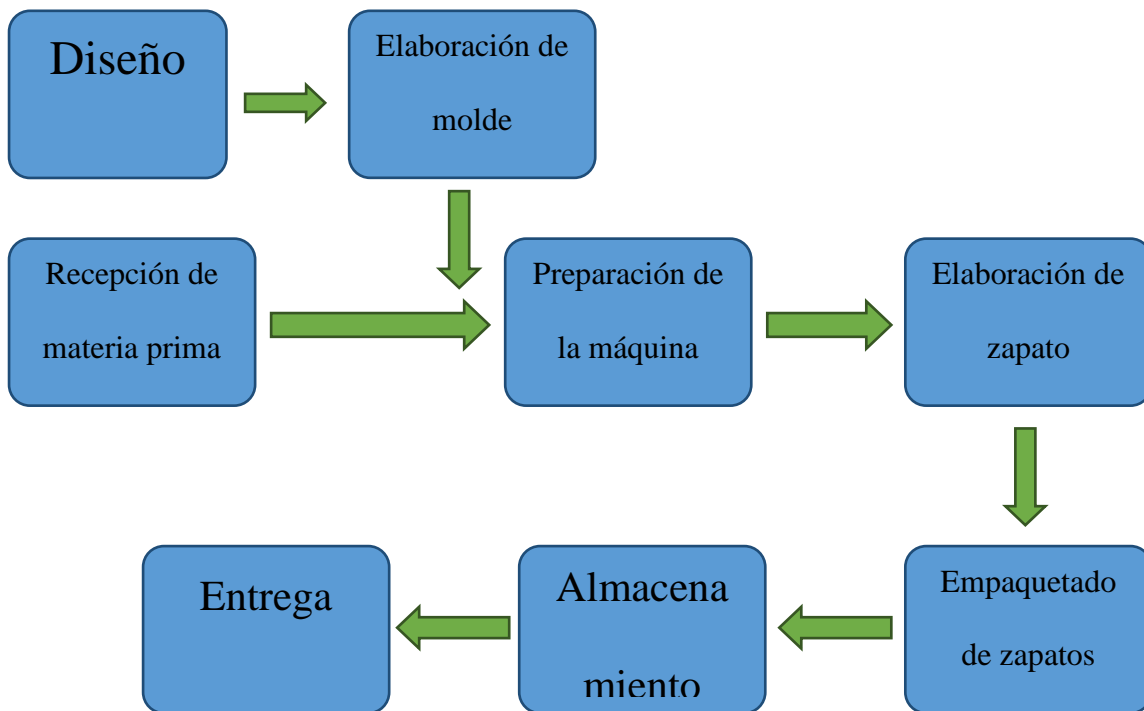 Diseño
Elaboración de
molde
Recepción de
materia prima
Preparación de
la máquina
Elaboración de
zapato
Entrega
Almacena
miento
Empaquetado
de zapatos